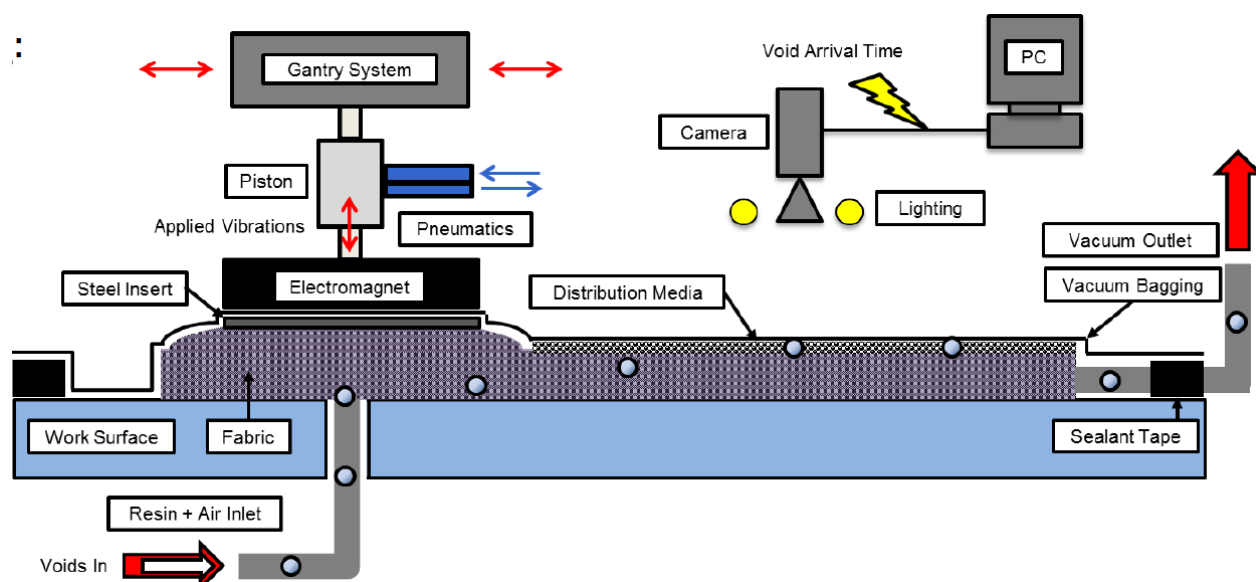 :
Gantry System
Void Arrival Time
PC
Camera
Piston
Lighting
Applied Vibrations
Pneumatics
Vacuum Outlet
Steel Insert
Electromagnet
Distribution Media
Vacuum Bagging
Work Surface
Fabric
Sealant Tape
Resin + Air Inlet
Voids In